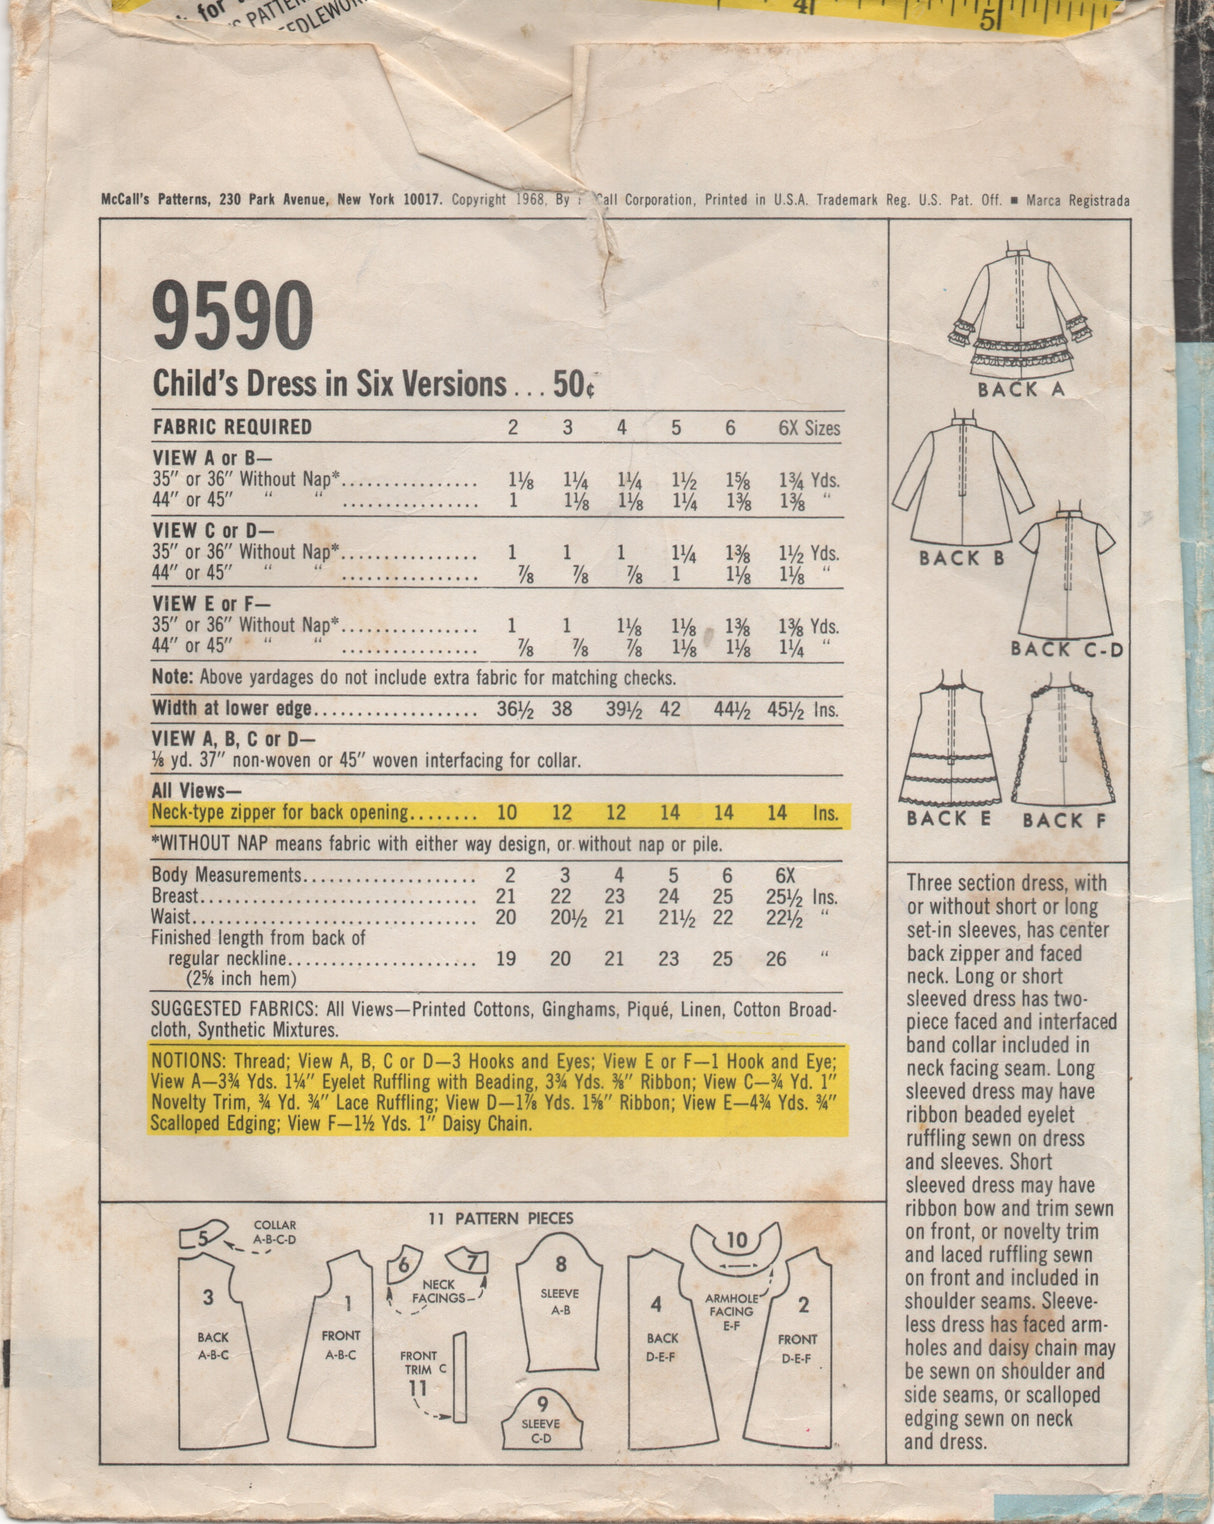 for
PATTER
EDLEWOR
4
5
McCall's Patterns, 230 Park Avenue, New York 10017. Copyright 1968, By Call Corporation, Printed in U.S.A. Trademark Reg. U.S. Pat. Off. ■ Marca Registrada
9590
Child's Dress in Six Versions . . . 50¢
FABRIC REQUIRED 2 3 4 5 6 6X Sizes
VIEW A or B—
35" or 36" Without Nap*................ 1⅛ 1¼ 1¼ 1½ 1⅝ 1¾ Yds.
44" or 45" " " ................ 1 1⅛ 1⅛ 1¼ 1⅜ 1⅜ "
VIEW C or D—
35" or 36" Without Nap*................ 1 1 1 1¼ 1⅜ 1½ Yds.
44" or 45" " " ................ ⅞ ⅞ ⅞ 1 1⅛ 1⅛ "
VIEW E or F—
35" or 36" Without Nap*................ 1 1 1⅛ 1⅛ 1⅜ 1⅜ Yds.
44" or 45" " " ................ ⅞ ⅞ ⅞ 1⅛ 1⅛ 1¼ "
Note: Above yardages do not include extra fabric for matching checks.
Width at lower edge................... 36½ 38 39½ 42 44½ 45½ Ins.
VIEW A, B, C or D—
⅛ yd. 37" non-woven or 45" woven interfacing for collar.
All Views—
Neck-type zipper for back opening........ 10 12 12 14 14 14 Ins.
*WITHOUT NAP means fabric with either way design, or without nap or pile.
Body Measurements.................... 2 3 4 5 6 6X
Breast................................ 21 22 23 24 25 25½ Ins.
Waist................................. 20 20½ 21 21½ 22 22½ "
Finished length from back of
regular neckline...................... 19 20 21 23 25 26 "
(2⅝ inch hem)
SUGGESTED FABRICS: All Views—Printed Cottons, Ginghams, Piqué, Linen, Cotton Broad-
cloth, Synthetic Mixtures.
NOTIONS: Thread; View A, B, C or D—3 Hooks and Eyes; View E or F—1 Hook and Eye;
View A—3¾ Yds. 1¼" Eyelet Ruffling with Beading, 3¾ Yds. ⅜" Ribbon; View C—¾ Yd. 1"
Novelty Trim, ¾ Yd. ¾" Lace Ruffling; View D—1⅞ Yds. 1⅝" Ribbon; View E—4¾ Yds. ¾"
Scalloped Edging; View F—1½ Yds. 1" Daisy Chain.
BACK A
BACK B
BACK C-D
BACK E
BACK F
Three section dress, with
or without short or long
set-in sleeves, has center
back zipper and faced
neck. Long or short
sleeved dress has two-
piece faced and interfaced
band collar included in
neck facing seam. Long
sleeved dress may have
ribbon beaded eyelet
ruffling sewn on dress
and sleeves. Short
sleeved dress may have
ribbon bow and trim sewn
on front, or novelty trim
and laced ruffling sewn
on front and included in
shoulder seams. Sleeve-
less dress has faced arm-
holes and daisy chain may
be sewn on shoulder and
side seams, or scalloped
edging sewn on neck
and dress.
11 PATTERN PIECES
5
COLLAR
A-B-C-D
3
BACK
A-B-C
1
FRONT
A-B-C
6
7
NECK
FACINGS
FRONT
TRIM C
11
8
SLEEVE
A-B
9
SLEEVE
C-D
4
BACK
D-E-F
10
ARMHOLE
FACING
E-F
2
FRONT
D-E-F